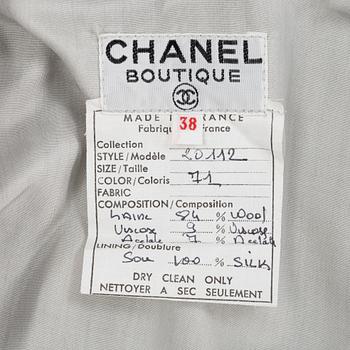 CHANEL
BOUTIQUE
MADE IN FRANCE
38
Fabriqué France
Collection
STYLE/Modèle 20112
SIZE/Taille
COLOR/Coloris 71
FABRIC
COMPOSITION/Composition
Laine 84 % Wool
Viscose 9 % Viscose
Acetate 7 % Acetate
LINING/Doublure
Soie 100 % SILK
DRY CLEAN ONLY
NETTOYER A SEC SEULEMENT